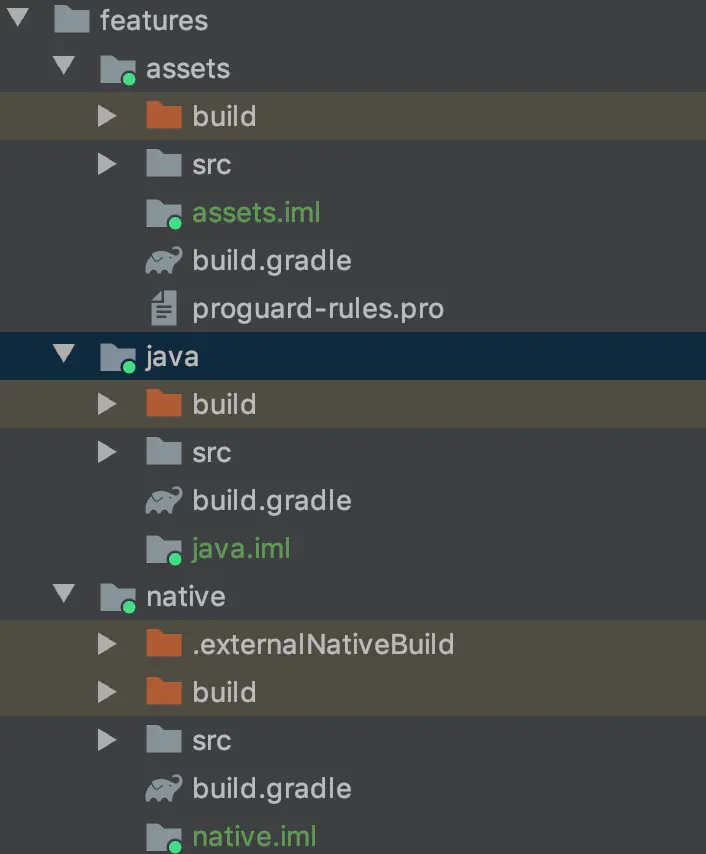 features
assets
build
src
assets.iml
build.gradle
proguard-rules.pro
java
build
src
build.gradle
java.iml
native
.externalNativeBuild
build
src
build.gradle
native.iml